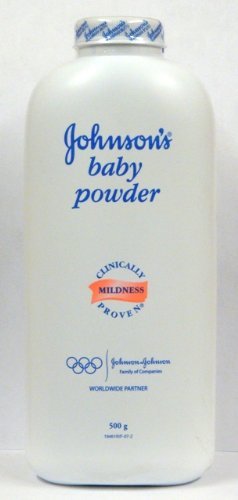 Johnson's®
baby
powder
CLINICALLY
MILDNESS
PROVEN®
Johnson & Johnson
Family of Companies
WORLDWIDE PARTNER
500 g